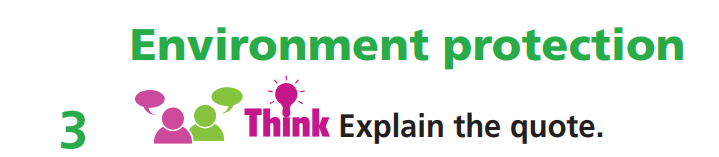 Environment protection
3 Think Explain the quote.